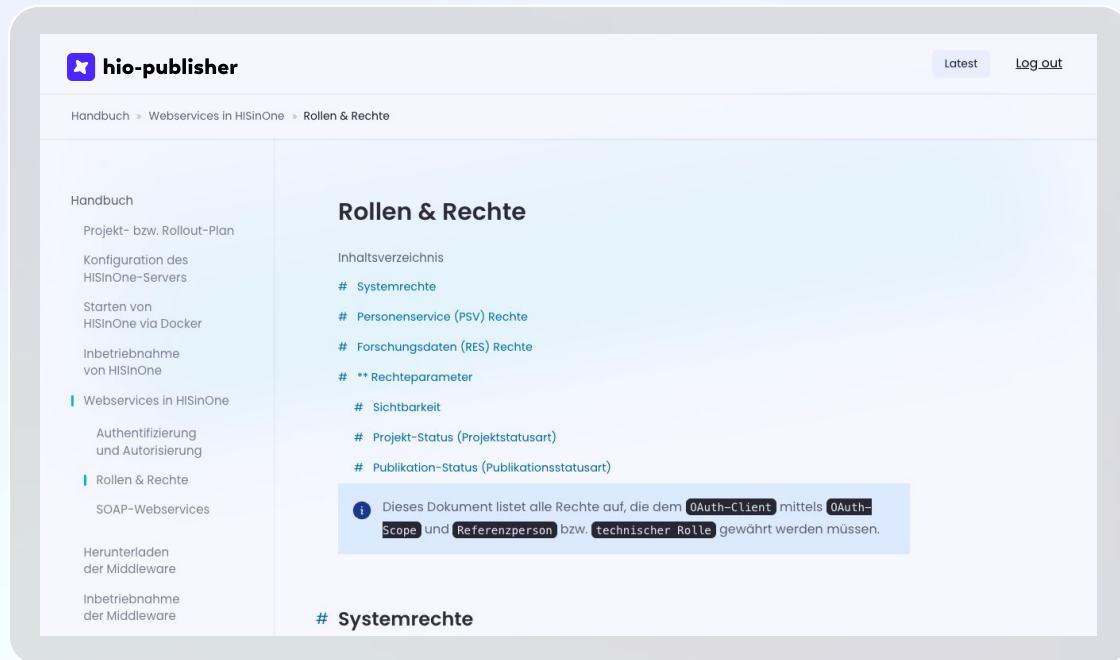 hio-publisher
Latest
Log out
Handbuch » Webservices in HISinOne » Rollen & Rechte
Handbuch
Projekt- bzw. Rollout-Plan
Konfiguration des
HISInOne-Servers
Starten von
HISInOne via Docker
Inbetriebnahme
von HISInOne
Webservices in HISinOne
Authentifizierung
und Autorisierung
Rollen & Rechte
SOAP-Webservices
Herunterladen
der Middleware
Inbetriebnahme
der Middleware
Rollen & Rechte
Inhaltsverzeichnis
# Systemrechte
# Personenservice (PSV) Rechte
# Forschungsdaten (RES) Rechte
# ** Rechteparameter
# Sichtbarkeit
# Projekt-Status (Projektstatusart)
# Publikation-Status (Publikationsstatusart)
i Dieses Dokument listet alle Rechte auf, die dem OAuth-Client mittels OAuth-
Scope und Referenzperson bzw. technischer Rolle gewährt werden müssen.
# Systemrechte